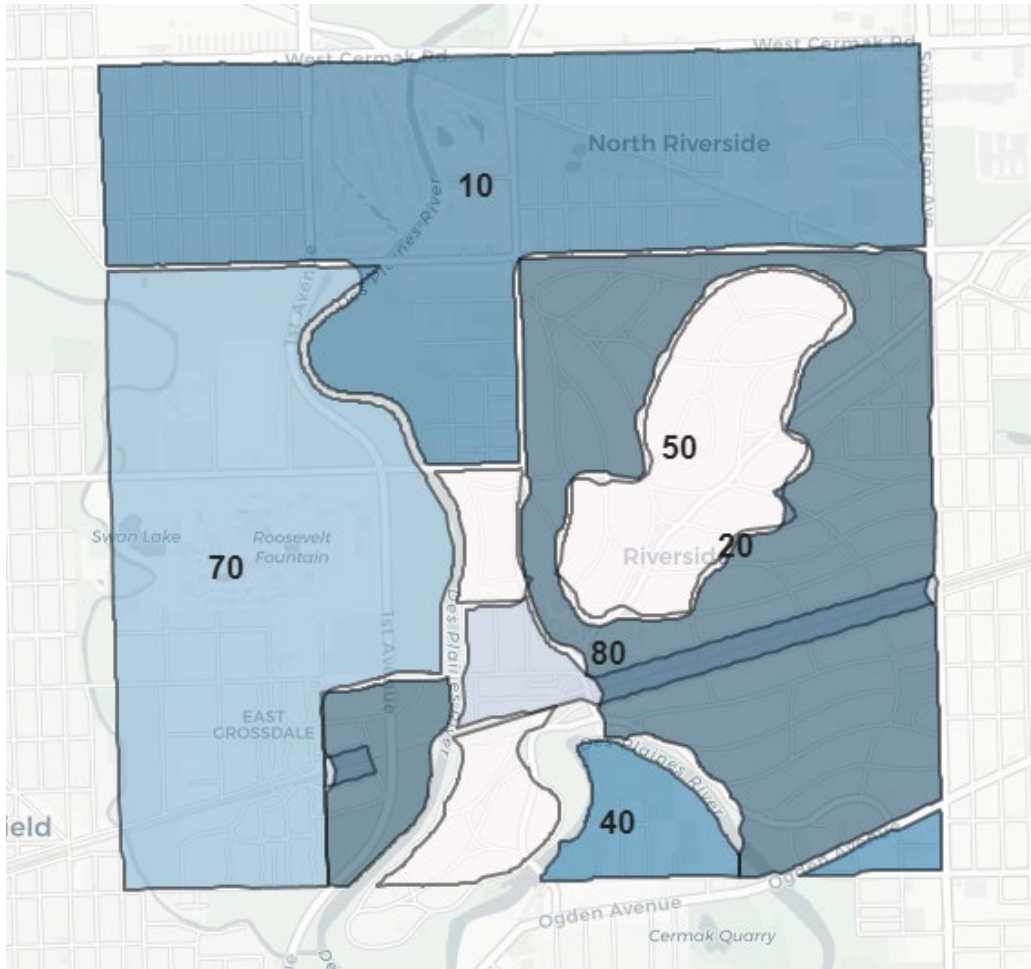 West Cermak Rd.
West Cermak Rd
South Harlem Ave
North Riverside
10
Des Plaines River
1st Avenue
50
Swan Lake
Roosevelt
Fountain
70
Riverside
20
Des Plaines River
1st Avenue
80
EAST
GROSSDALE
Des Plaines River
40
ield
Ogden Avenue
Ogden Avenue
Cermak Quarry